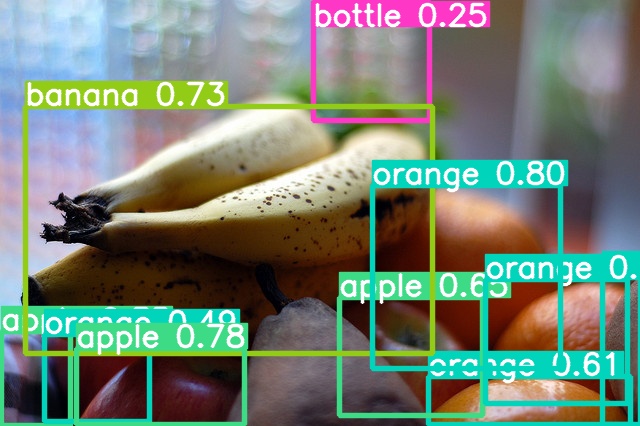 bottle 0.25
banana 0.73
orange 0.80
orange 0.
apple 0.65
orange 0.49
apple 0.78
orange 0.61